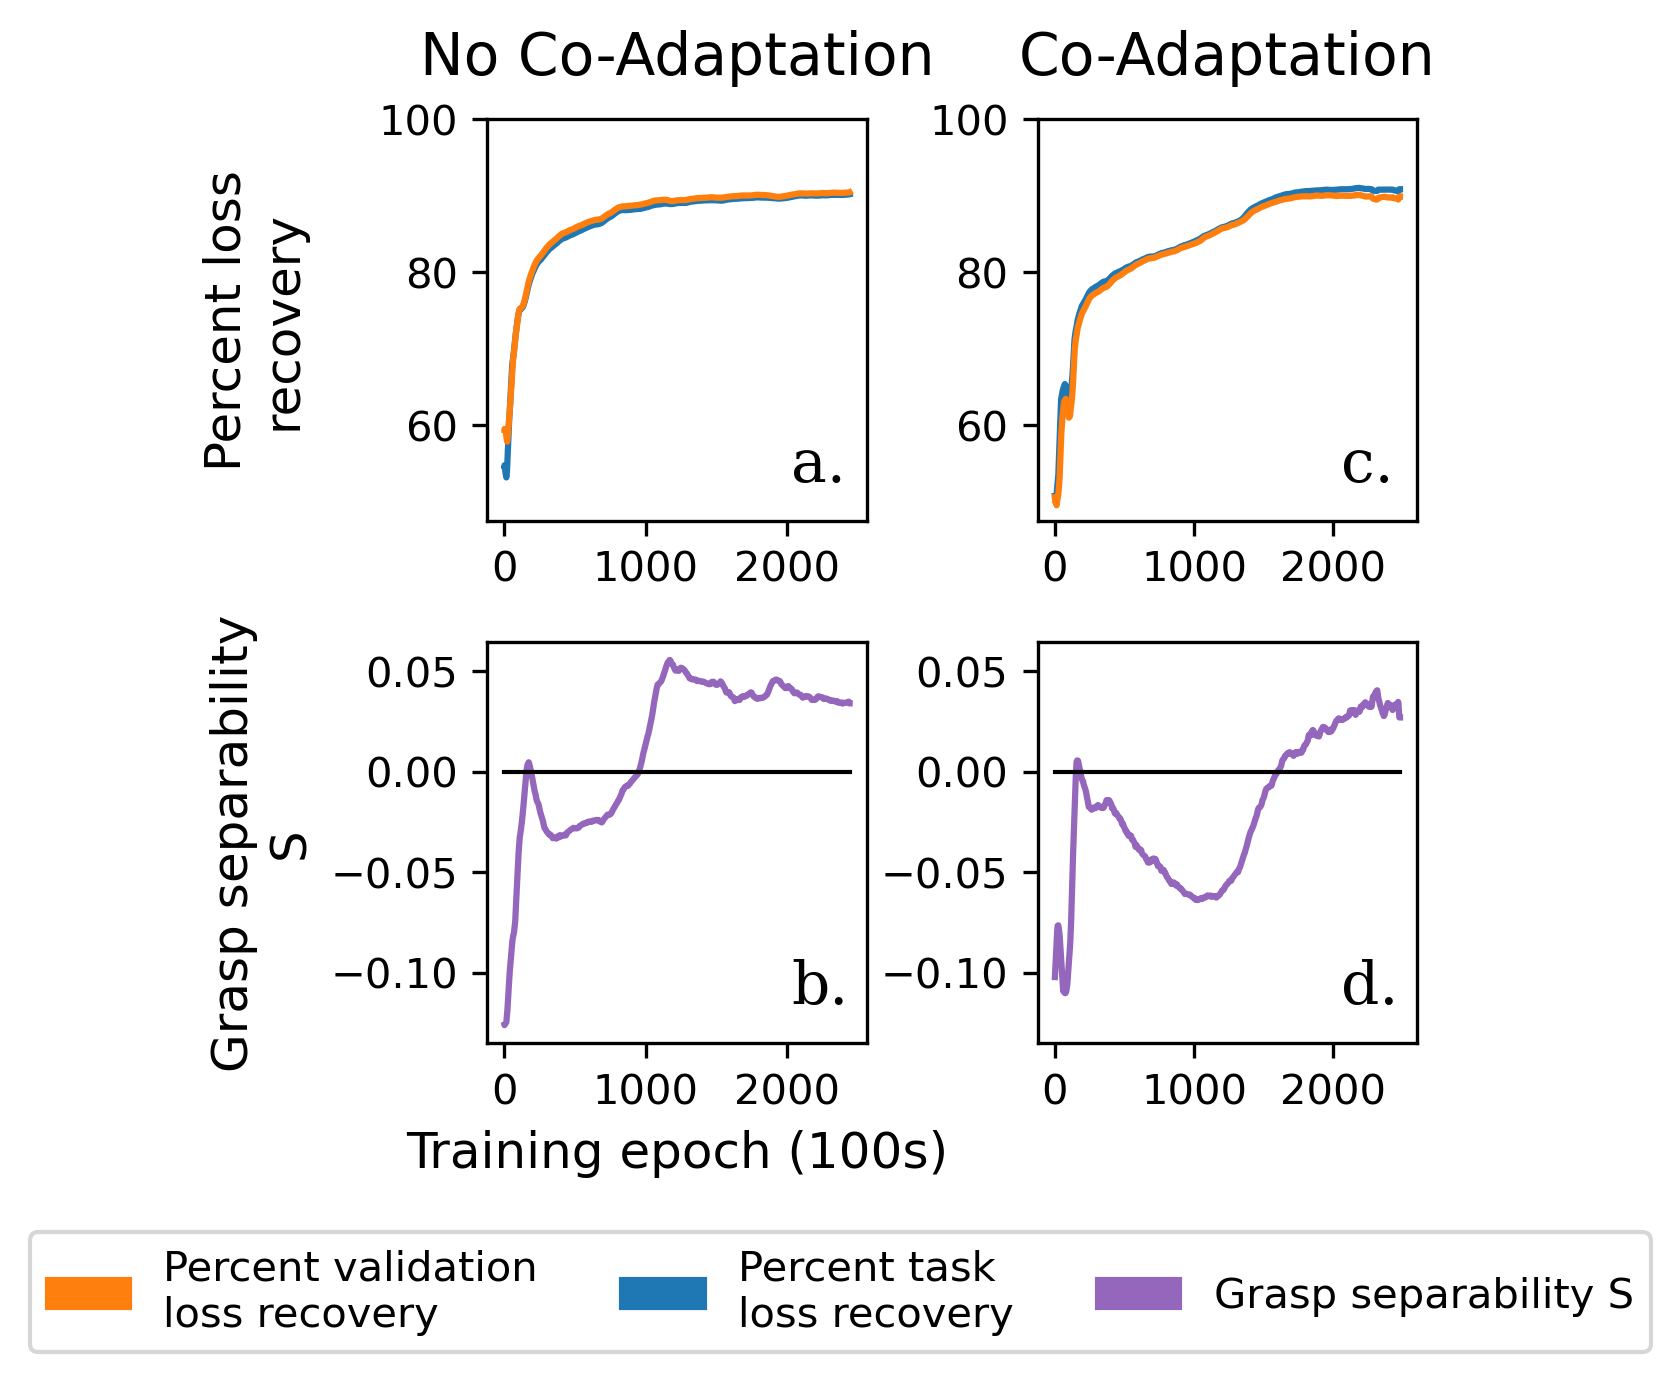 No Co-Adaptation
Co-Adaptation
Percent loss
recovery
100
80
60
a.
0 1000 2000
100
80
60
c.
0 1000 2000
Grasp separability
S
0.05
0.00
−0.05
−0.10
b.
0 1000 2000
0.05
0.00
−0.05
−0.10
d.
0 1000 2000
Training epoch (100s)
Percent validation
loss recovery
Percent task
loss recovery
Grasp separability S